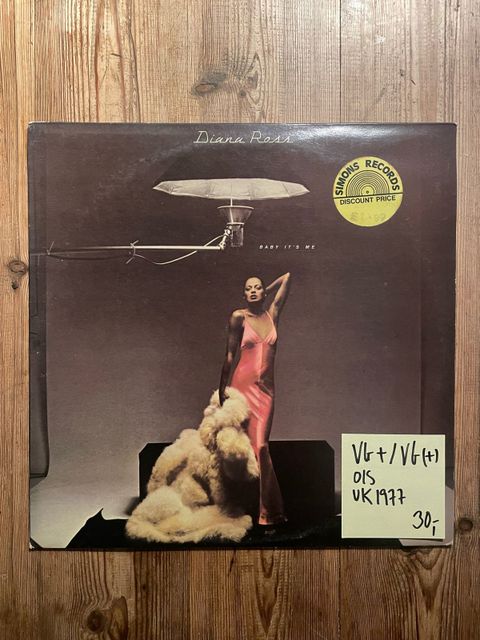 Diana Ross
SIMONS RECORDS
DISCOUNT PRICE
BABY IT'S ME
VG+/VG(+)
OIS
UK 1977
30,-